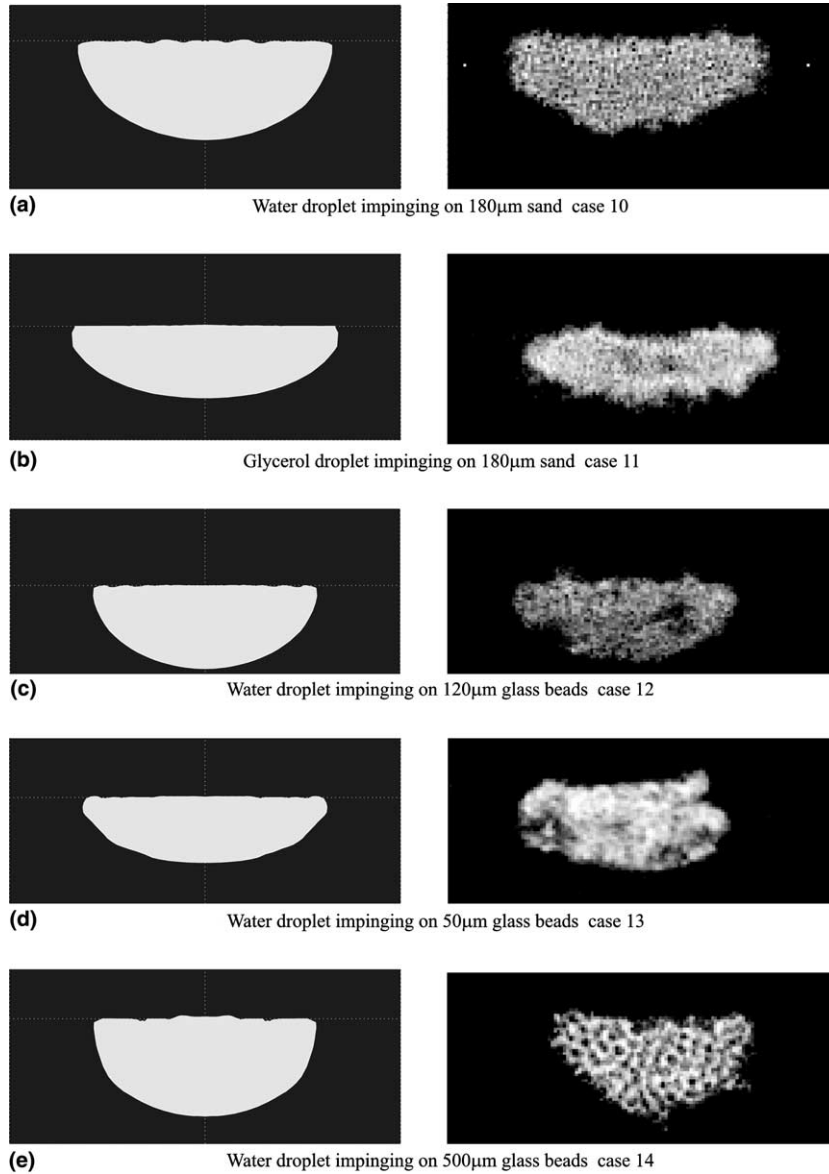 (a)
Water droplet impinging on 180μm sand case 10
(b)
Glycerol droplet impinging on 180μm sand case 11
(c)
Water droplet impinging on 120μm glass beads case 12
(d)
Water droplet impinging on 50μm glass beads case 13
(e)
Water droplet impinging on 500μm glass beads case 14